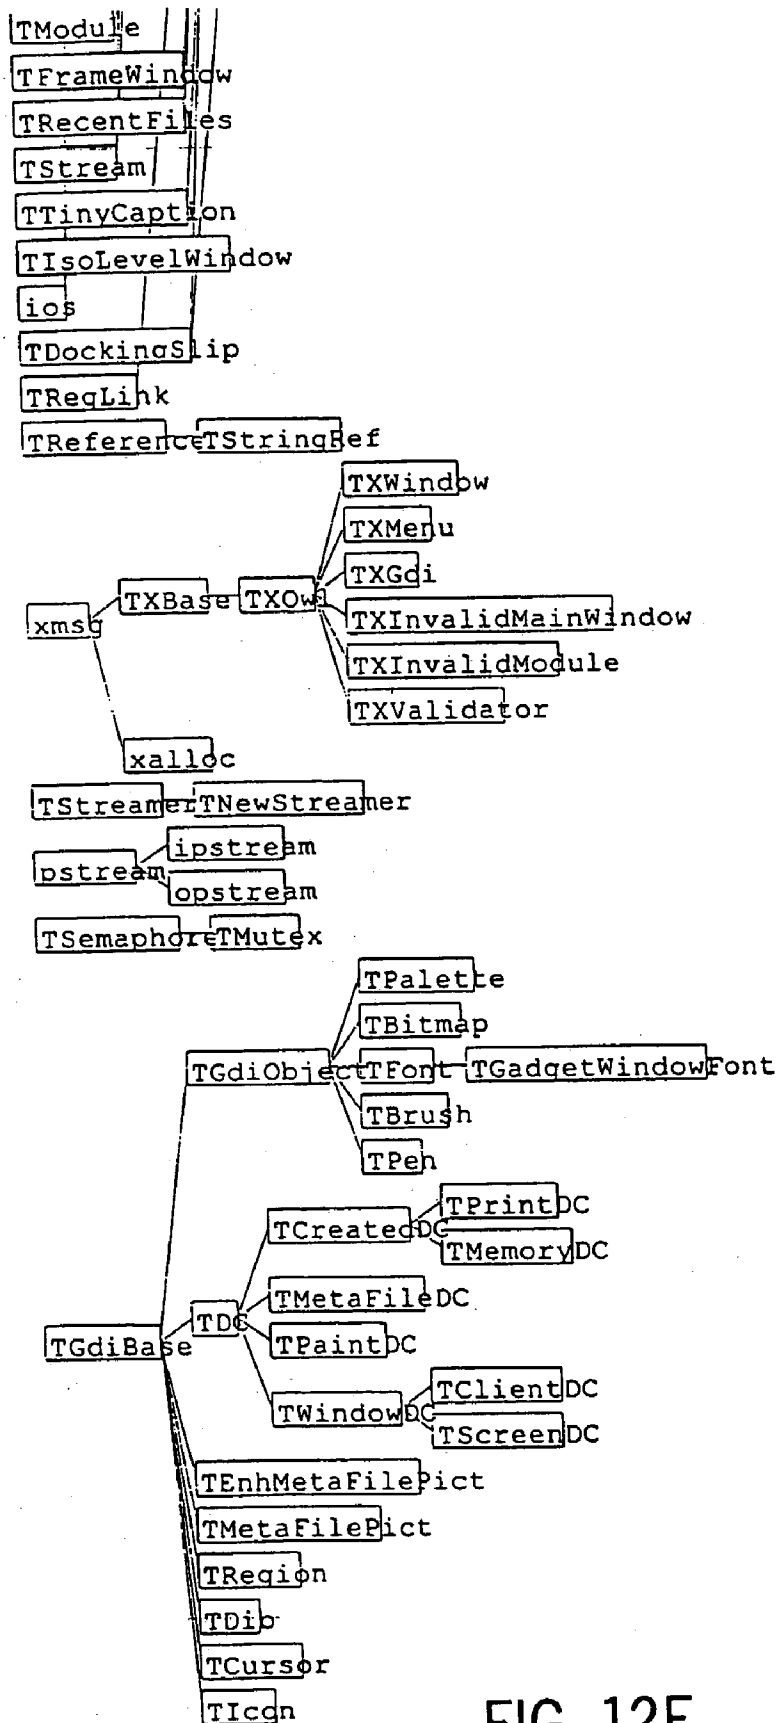 TModule
TFrameWindow
TRecentFiles
TStream
TTinyCaption
TIsoLevelWindow
ios
TDockingSlip
TRegLink
TReference TStringRef
TXWindow
TXMenu
TXGdi
TXBase TXOwl
xmsg
TXInvalidMainWindow
TXInvalidModule
TXValidator
xalloc
TStreamer TNewStreamer
ipstream
pstream
opstream
TSemaphore TMutex
TPalette
TBitmap
TGdiObject TFont TGadgetWindowFont
TBrush
TPen
TPrintDC
TCreatedDC
TMemoryDC
TMetaFileDC
TDC
TGdiBase
TPaintDC
TClientDC
TWindowDC
TScreenDC
TEnhMetaFilePict
TMetaFilePict
TRegion
TDib
TCursor
TIcon
FIG. 12F